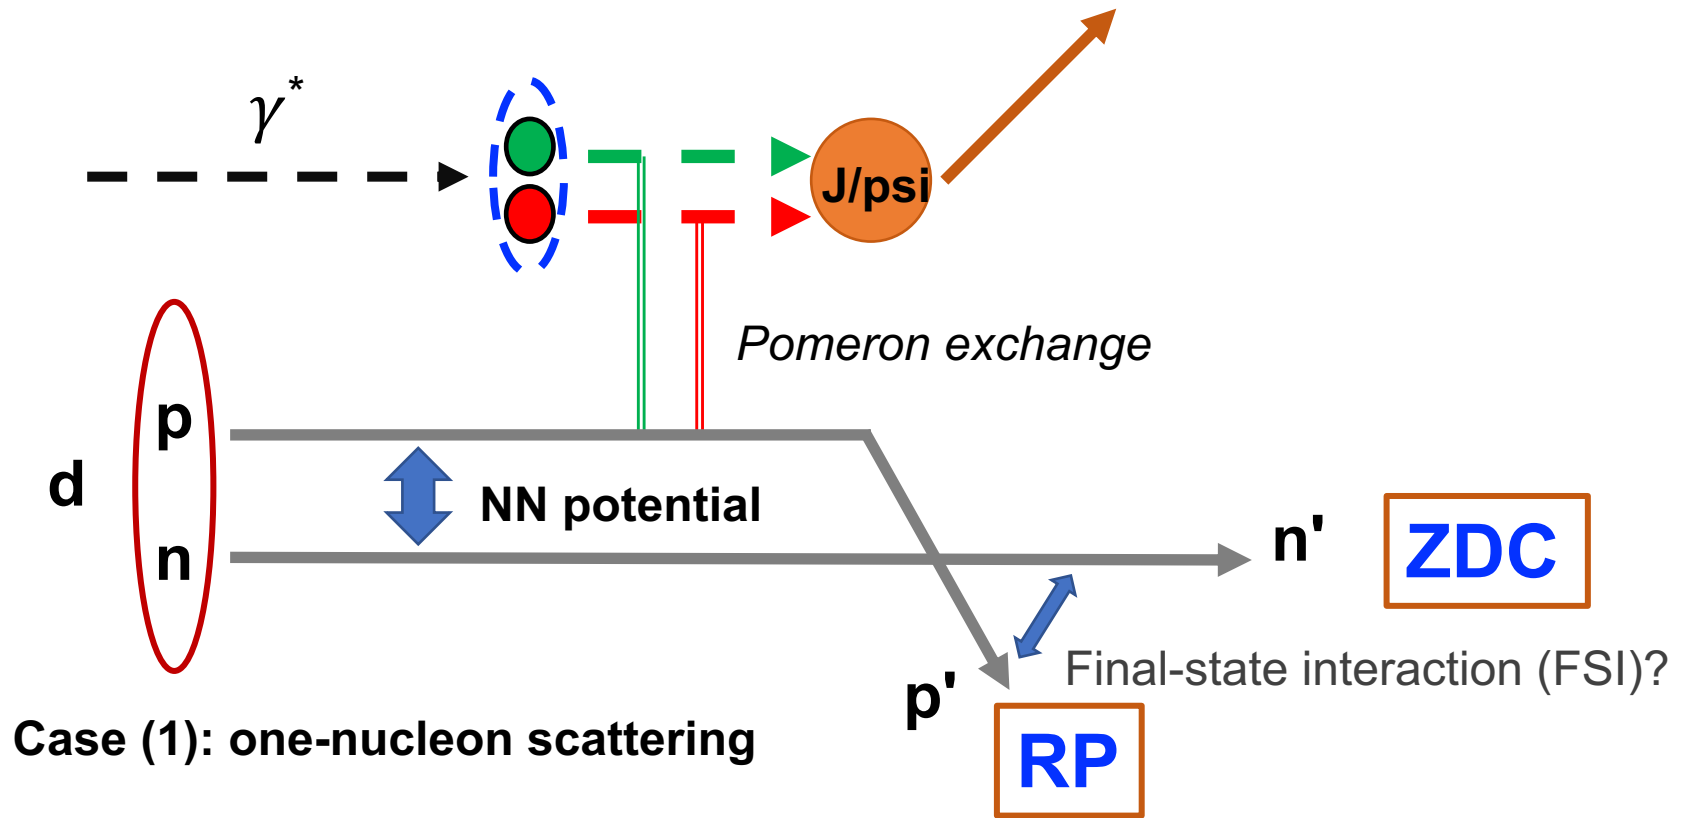 γ*
J/psi
Pomeron exchange
p
d
NN potential
n
n'
ZDC
Final-state interaction (FSI)?
p'
Case (1): one-nucleon scattering
RP